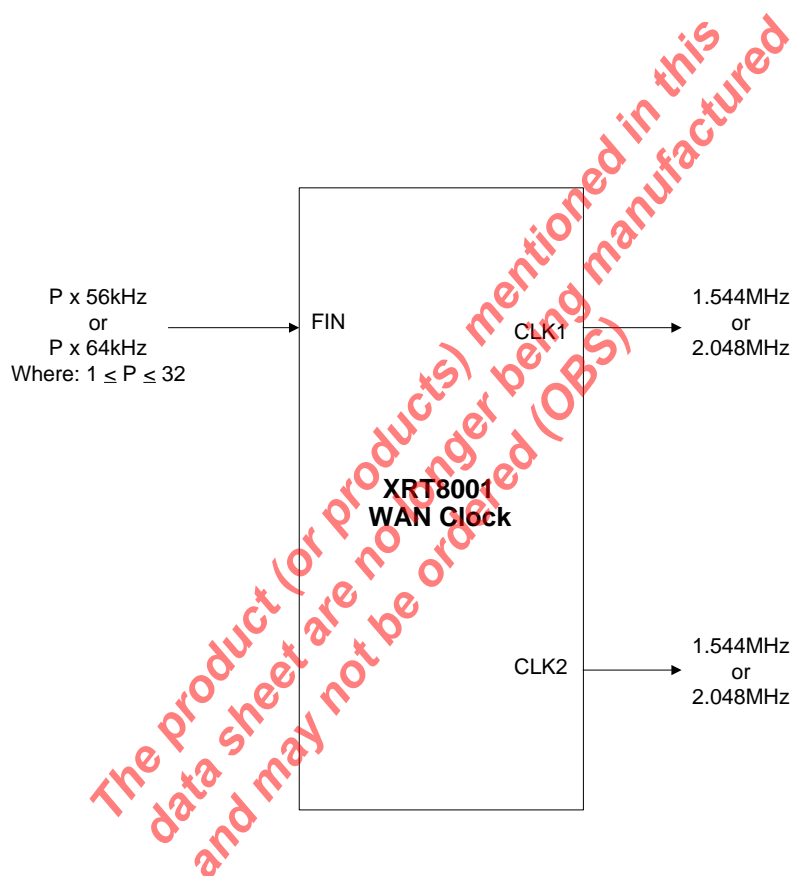 P x 56kHz
or
P x 64kHz
Where: 1 ≤ P ≤ 32
FIN
CLK1
1.544MHz
or
2.048MHz
XRT8001
WAN Clock
CLK2
1.544MHz
or
2.048MHz
The product (or products) mentioned in this
data sheet are no longer being manufactured
and may not be ordered (OBS)